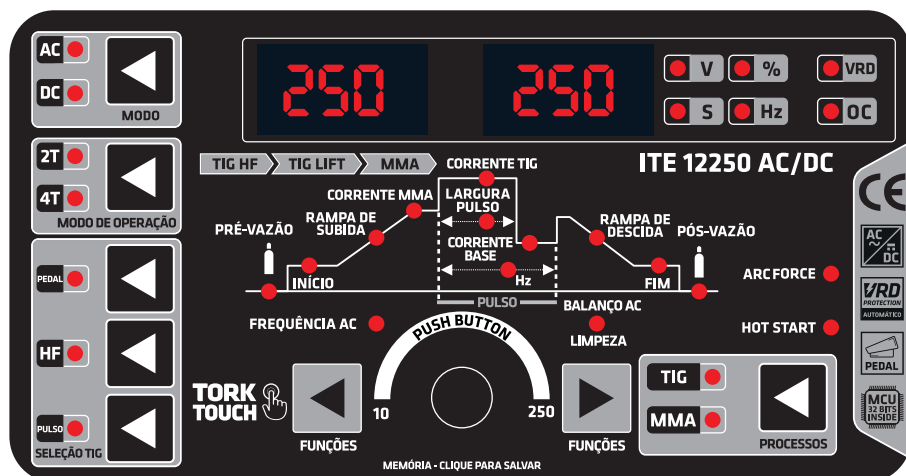 AC
DC
MODO
2T
4T
MODO DE OPERAÇÃO
PEDAL
HF
PULSO
SELEÇÃO TIG
250
250
V
%
VRD
S
Hz
OC
TIG HF
TIG LIFT
MMA
ITE 12250 AC/DC
CORRENTE TIG
CORRENTE MMA
LARGURA
PULSO
RAMPA DE
SUBIDA
PRÉ-VAZÃO
CORRENTE
BASE
RAMPA DE
DESCIDA
PÓS-VAZÃO
INÍCIO
Hz
FIM
PULSO
FREQUÊNCIA AC
BALANÇO AC
LIMPEZA
ARC FORCE
HOT START
PUSH BUTTON
10
250
TORK
TOUCH
FUNÇÕES
FUNÇÕES
MEMÓRIA - CLIQUE PARA SALVAR
TIG
MMA
PROCESSOS
CE
AC
DC
VRD
PROTECTION
AUTOMÁTICO
PEDAL
MCU
32 BITS
INSIDE